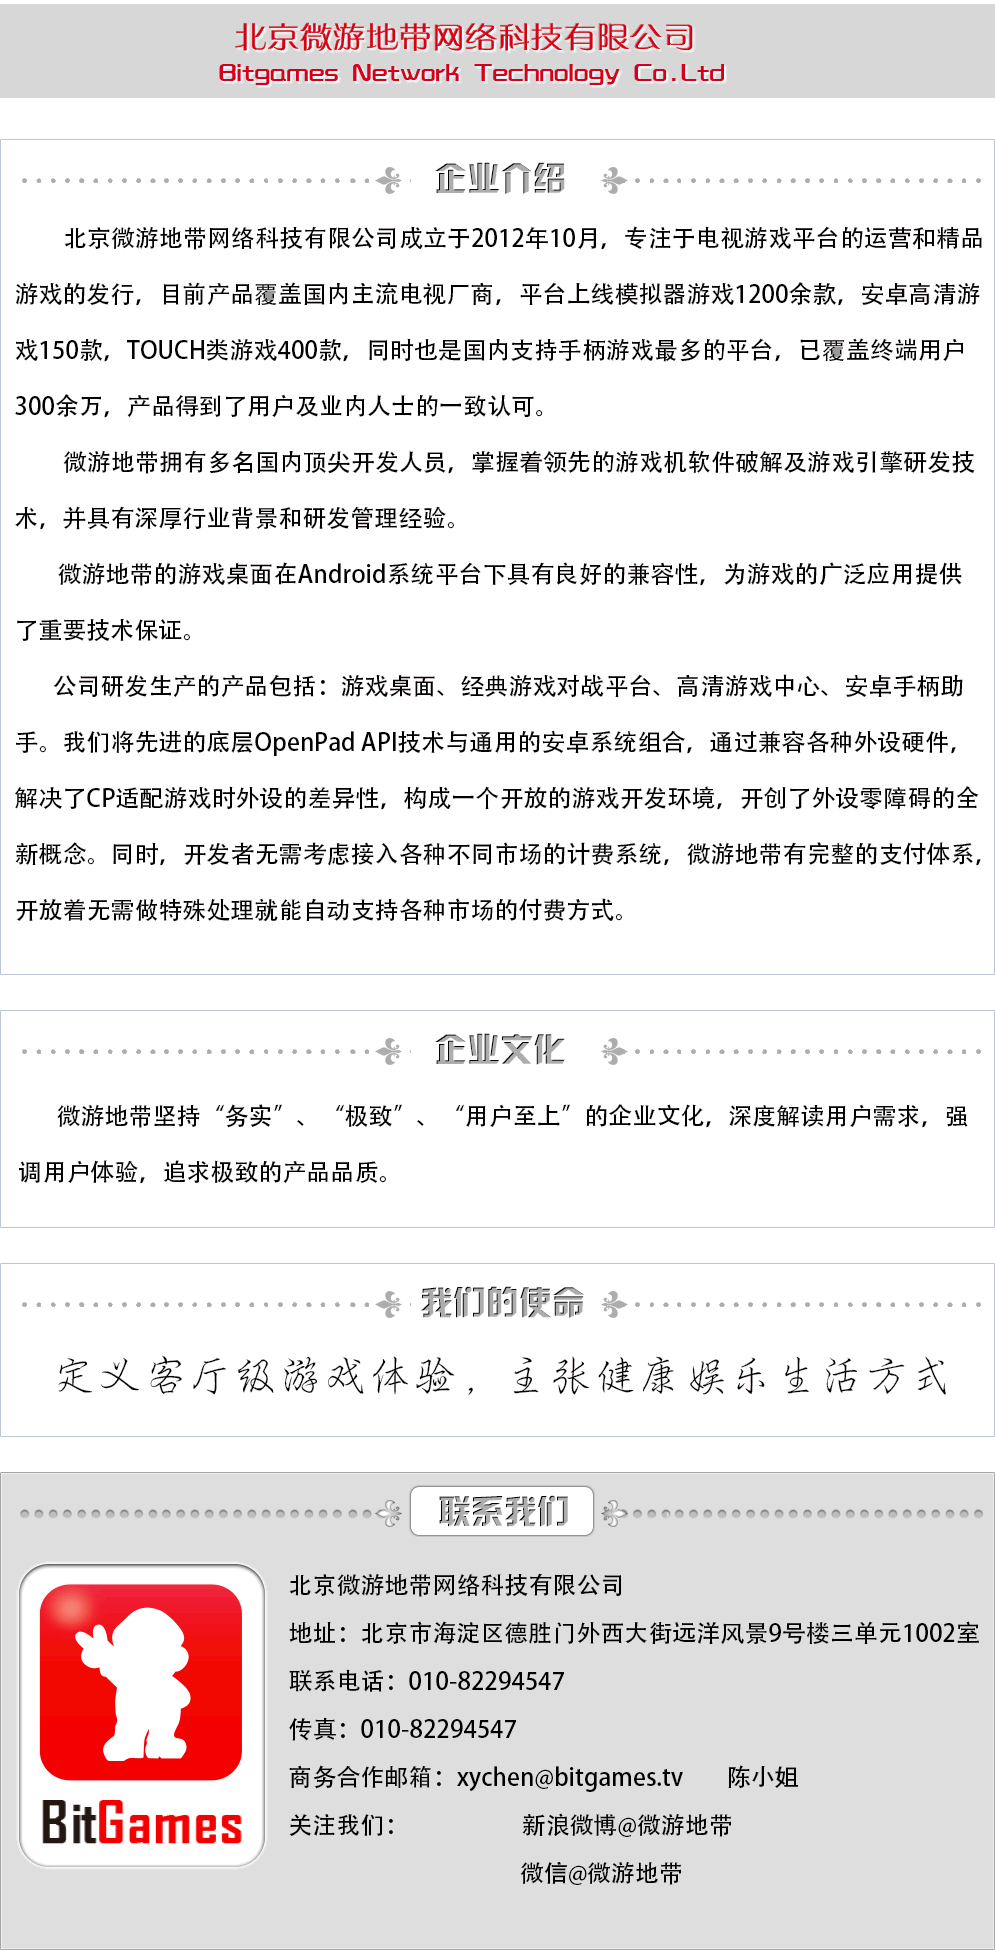 北京微游地带网络科技有限公司
Bitgames Network Technology Co.Ltd
企业介绍
北京微游地带网络科技有限公司成立于2012年10月，专注于电视游戏平台的运营和精品
游戏的发行，目前产品覆盖国内主流电视厂商，平台上线模拟器游戏1200余款，安卓高清游
戏150款，TOUCH类游戏400款，同时也是国内支持手柄游戏最多的平台，已覆盖终端用户
300余万，产品得到了用户及业内人士的一致认可。
微游地带拥有多名国内顶尖开发人员，掌握着领先的游戏机软件破解及游戏引擎研发技
术，并具有深厚行业背景和研发管理经验。
微游地带的游戏桌面在Android系统平台下具有良好的兼容性，为游戏的广泛应用提供
了重要技术保证。
公司研发生产的产品包括：游戏桌面、经典游戏对战平台、高清游戏中心、安卓手柄助
手。我们将先进的底层OpenPad API技术与通用的安卓系统组合，通过兼容各种外设硬件，
解决了CP适配游戏时外设的差异性，构成一个开放的游戏开发环境，开创了外设零障碍的全
新概念。同时，开发者无需考虑接入各种不同市场的计费系统，微游地带有完整的支付体系，
开放着无需做特殊处理就能自动支持各种市场的付费方式。
企业文化
微游地带坚持“务实”、“极致”、“用户至上”的企业文化，深度解读用户需求，强
调用户体验，追求极致的产品品质。
我们的使命
定义客厅级游戏体验，主张健康娱乐生活方式
联系我们
北京微游地带网络科技有限公司
地址：北京市海淀区德胜门外西大街远洋风景9号楼三单元1002室
联系电话：010-82294547
传真：010-82294547
商务合作邮箱：xychen@bitgames.tv 陈小姐
关注我们： 新浪微博@微游地带
微信@微游地带
BitGames